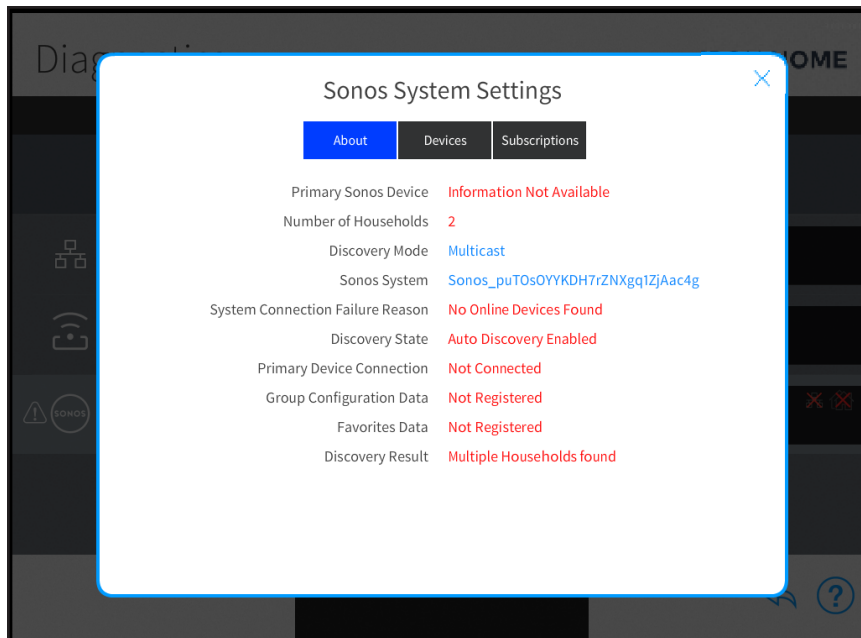 Sonos System Settings
About Devices Subscriptions
Primary Sonos Device Information Not Available
Number of Households 2
Discovery Mode Multicast
Sonos System Sonos_puTOsOYYKDH7rZNXgq1ZjAac4g
System Connection Failure Reason No Online Devices Found
Discovery State Auto Discovery Enabled
Primary Device Connection Not Connected
Group Configuration Data Not Registered
Favorites Data Not Registered
Discovery Result Multiple Households found
SONOS
?